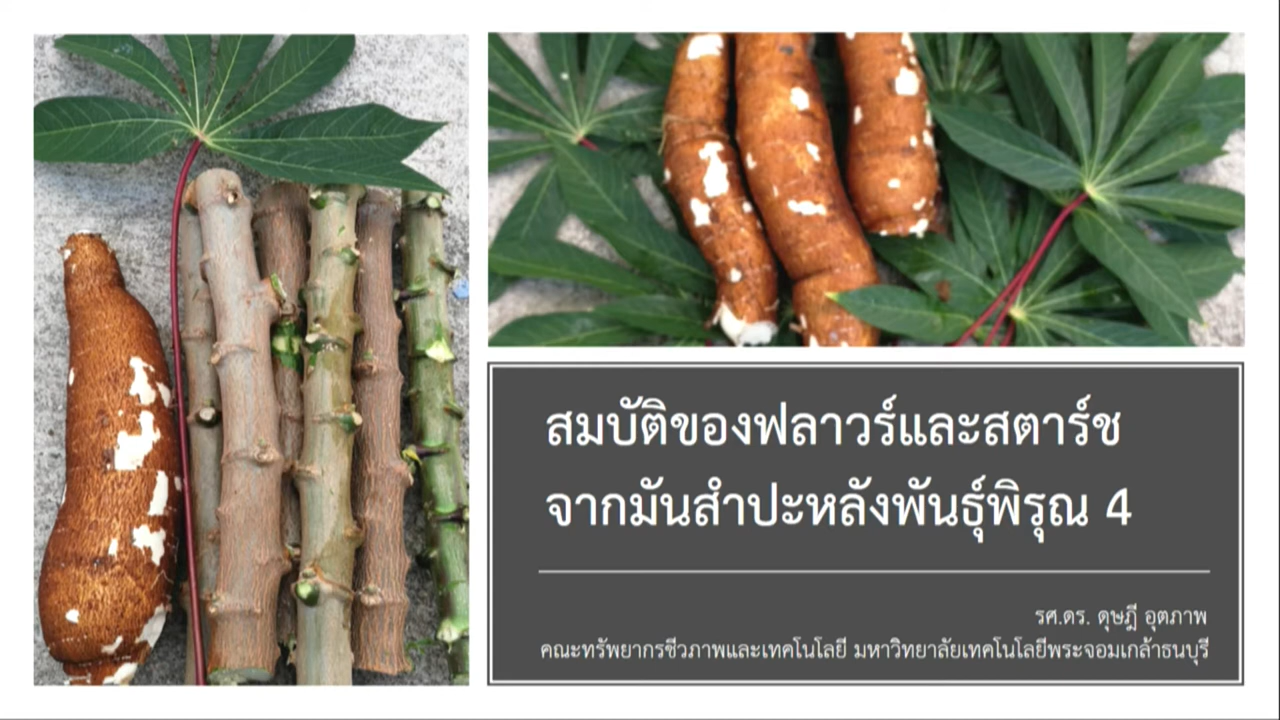 สมบัติของฟลาวร์และสตาร์ช
จากมันสำปะหลังพันธุ์พิรุณ 4
รศ.ดร. ดุษฎี อุตภาพ
คณะทรัพยากรชีวภาพและเทคโนโลยี มหาวิทยาลัยเทคโนโลยีพระจอมเกล้าธนบุรี